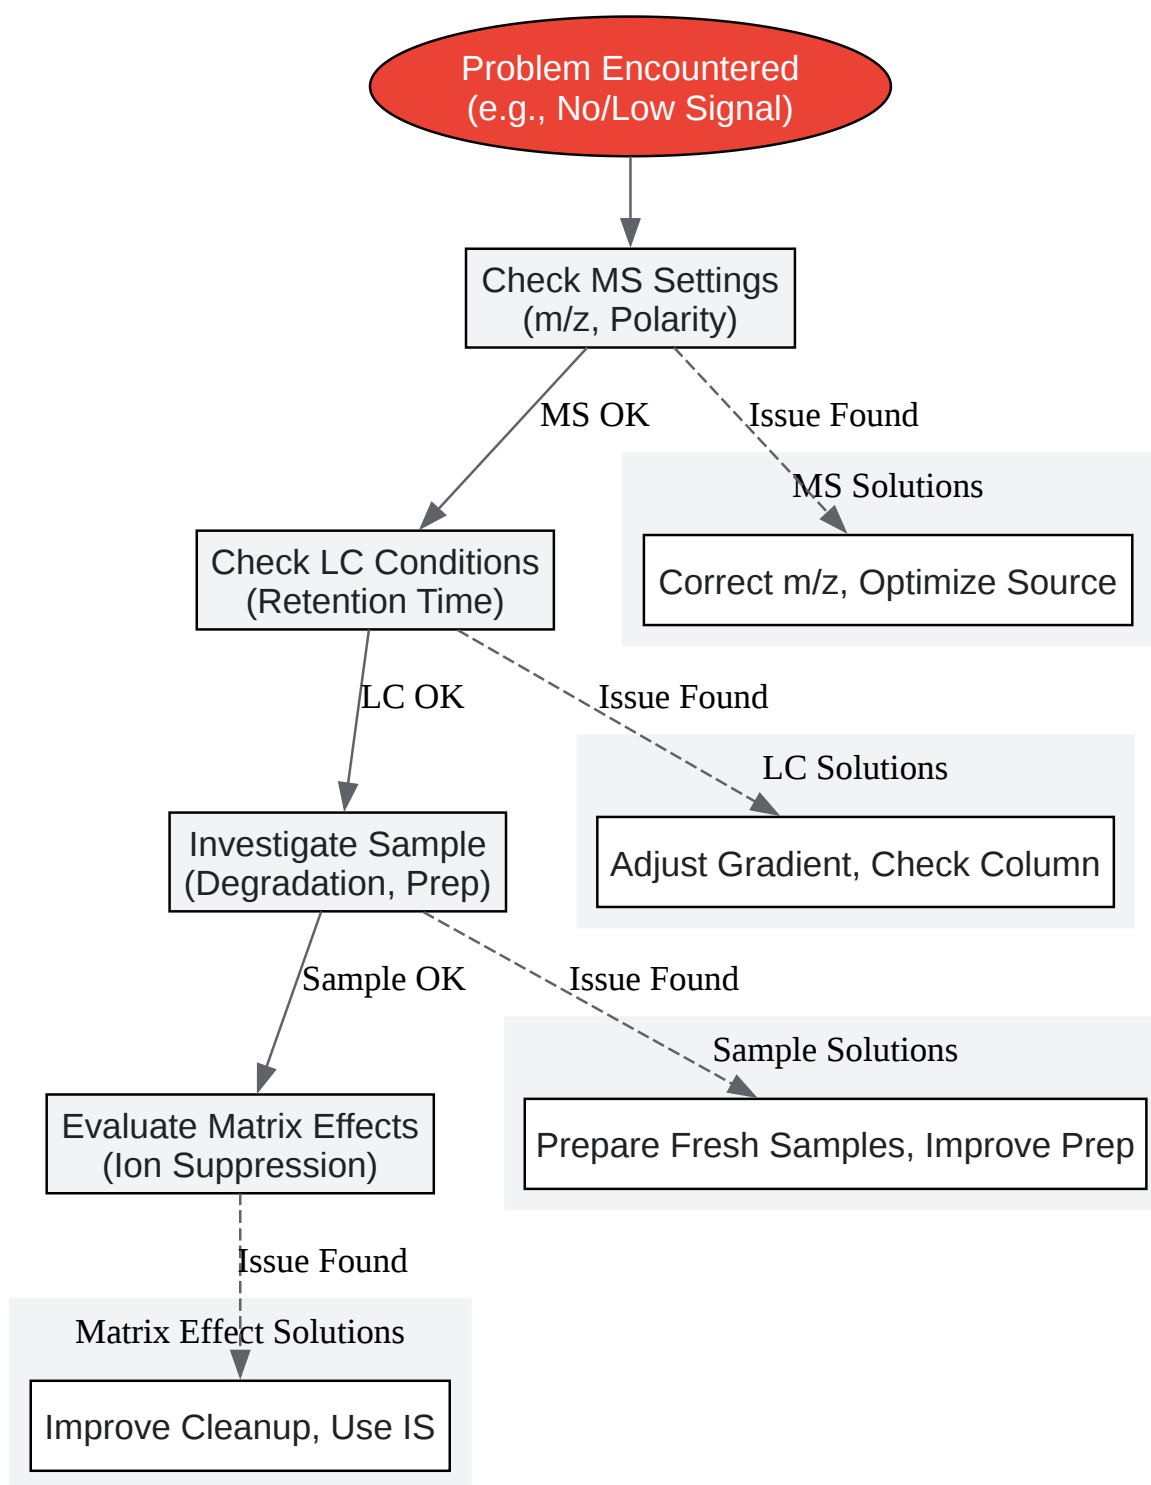 Problem Encountered
(e.g., No/Low Signal)
Check MS Settings
(m/z, Polarity)
MS OK
Issue Found
MS Solutions
Correct m/z, Optimize Source
Check LC Conditions
(Retention Time)
LC OK
Issue Found
LC Solutions
Adjust Gradient, Check Column
Investigate Sample
(Degradation, Prep)
Sample OK
Issue Found
Sample Solutions
Prepare Fresh Samples, Improve Prep
Evaluate Matrix Effects
(Ion Suppression)
Issue Found
Matrix Effect Solutions
Improve Cleanup, Use IS